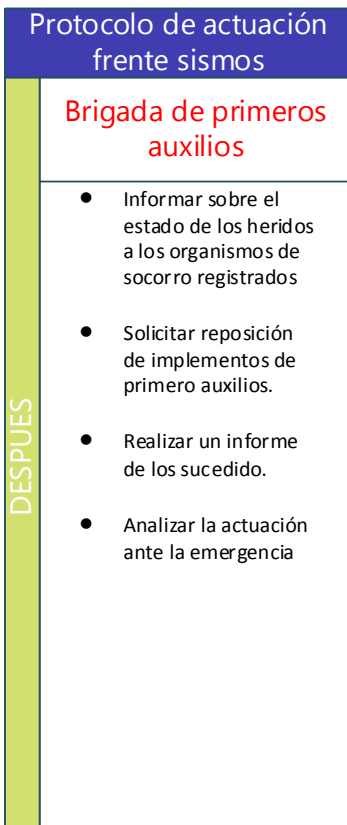 Protocolo de actuación
frente sismos
Brigada de primeros
auxilios
DESPUES
● Informar sobre el
estado de los heridos
a los organismos de
socorro registrados
● Solicitar reposición
de implementos de
primero auxilios.
● Realizar un informe
de los sucedido.
● Analizar la actuación
ante la emergencia